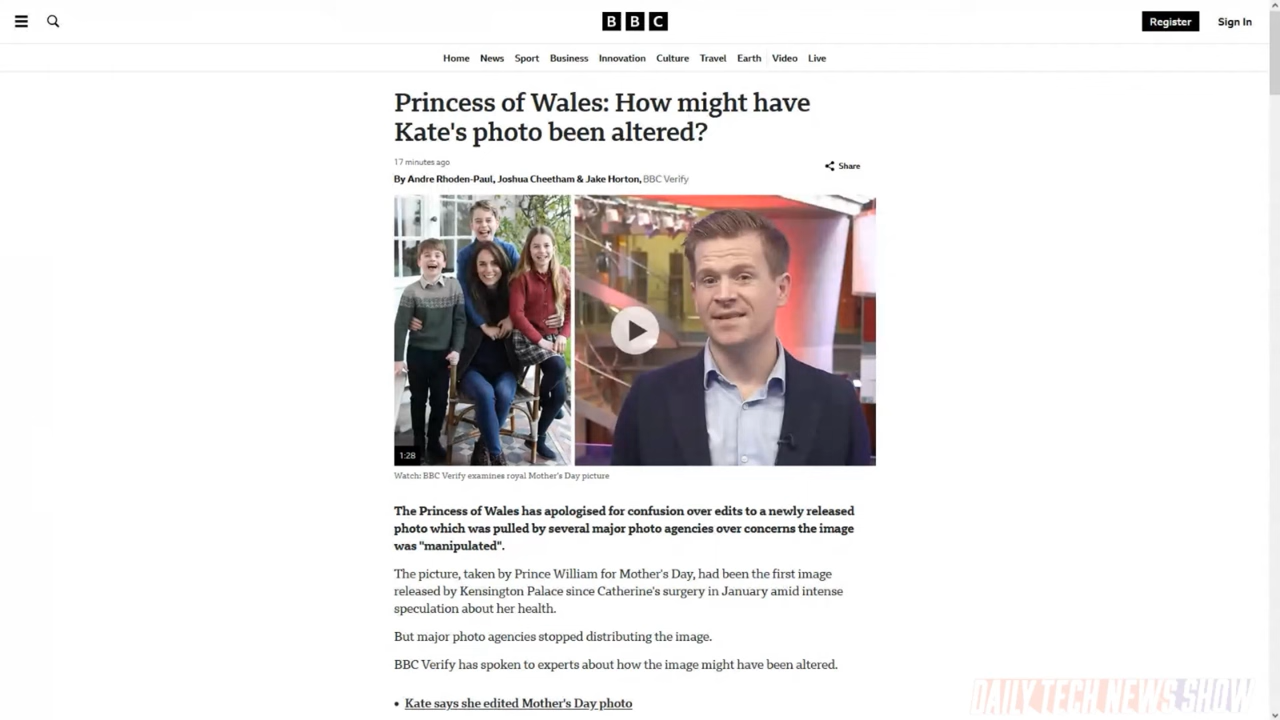 BBC
Register
Sign In
Home News Sport Business Innovation Culture Travel Earth Video Live
Princess of Wales: How might have
Kate's photo been altered?
17 minutes ago
Share
By Andre Rhoden-Paul, Joshua Cheetham & Jake Horton, BBC Verify
1:28
Watch: BBC Verify examines royal Mother's Day picture
The Princess of Wales has apologised for confusion over edits to a newly released
photo which was pulled by several major photo agencies over concerns the image
was "manipulated".
The picture, taken by Prince William for Mother's Day, had been the first image
released by Kensington Palace since Catherine's surgery in January amid intense
speculation about her health.
But major photo agencies stopped distributing the image.
BBC Verify has spoken to experts about how the image might have been altered.
• Kate says she edited Mother's Day photo
DAILY TECH NEWS SHOW